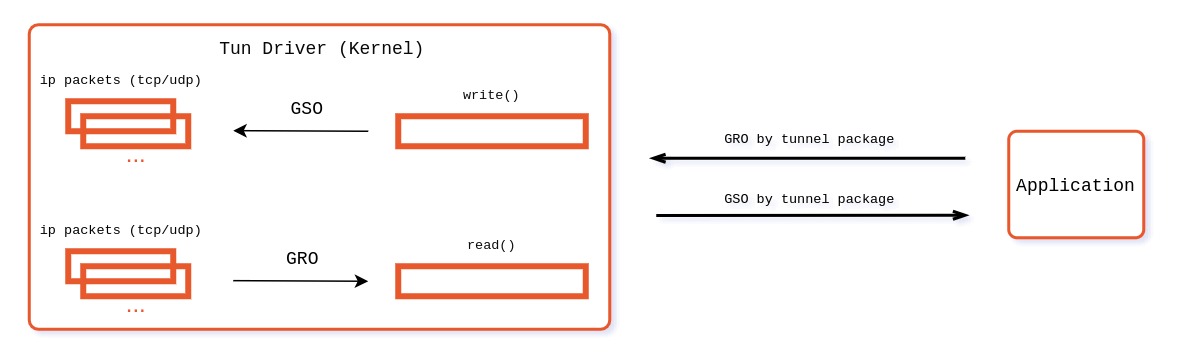 Tun Driver (Kernel)
ip packets (tcp/udp)
GSO
write()
...
GRO by tunnel package
Application
GSO by tunnel package
ip packets (tcp/udp)
GRO
read()
...